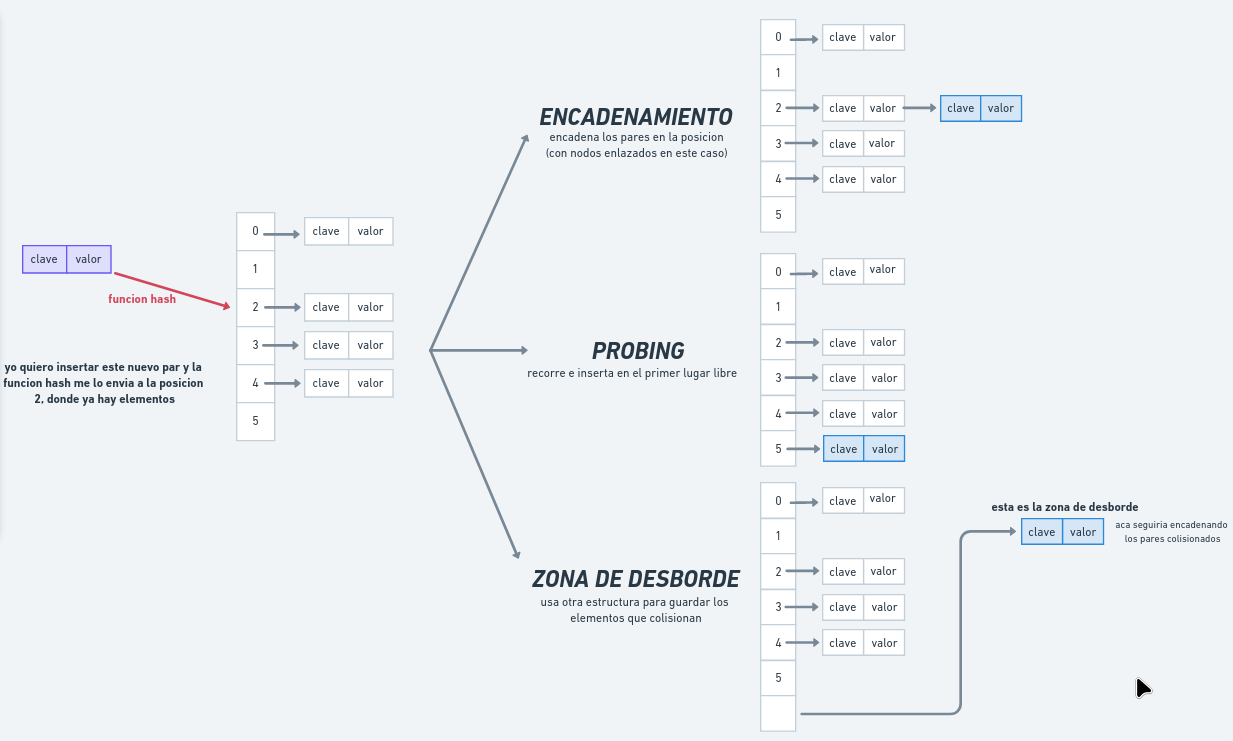 clave valor
funcion hash
yo quiero insertar este nuevo par y la
funcion hash me lo envia a la posicion
2, donde ya hay elementos
0 clave valor
1
2 clave valor
3 clave valor
4 clave valor
5
ENCADENAMIENTO
encadena los pares en la posicion
(con nodos enlazados en este caso)
0 clave valor
1
2 clave valor clave valor
3 clave valor
4 clave valor
5
PROBING
recorre e inserta en el primer lugar libre
0 clave valor
1
2 clave valor
3 clave valor
4 clave valor
5 clave valor
ZONA DE DESBORDE
usa otra estructura para guardar los
elementos que colisionan
0 clave valor
1
2 clave valor
3 clave valor
4 clave valor
5
esta es la zona de desborde
clave valor
aca seguiria encadenando
los pares colisionados